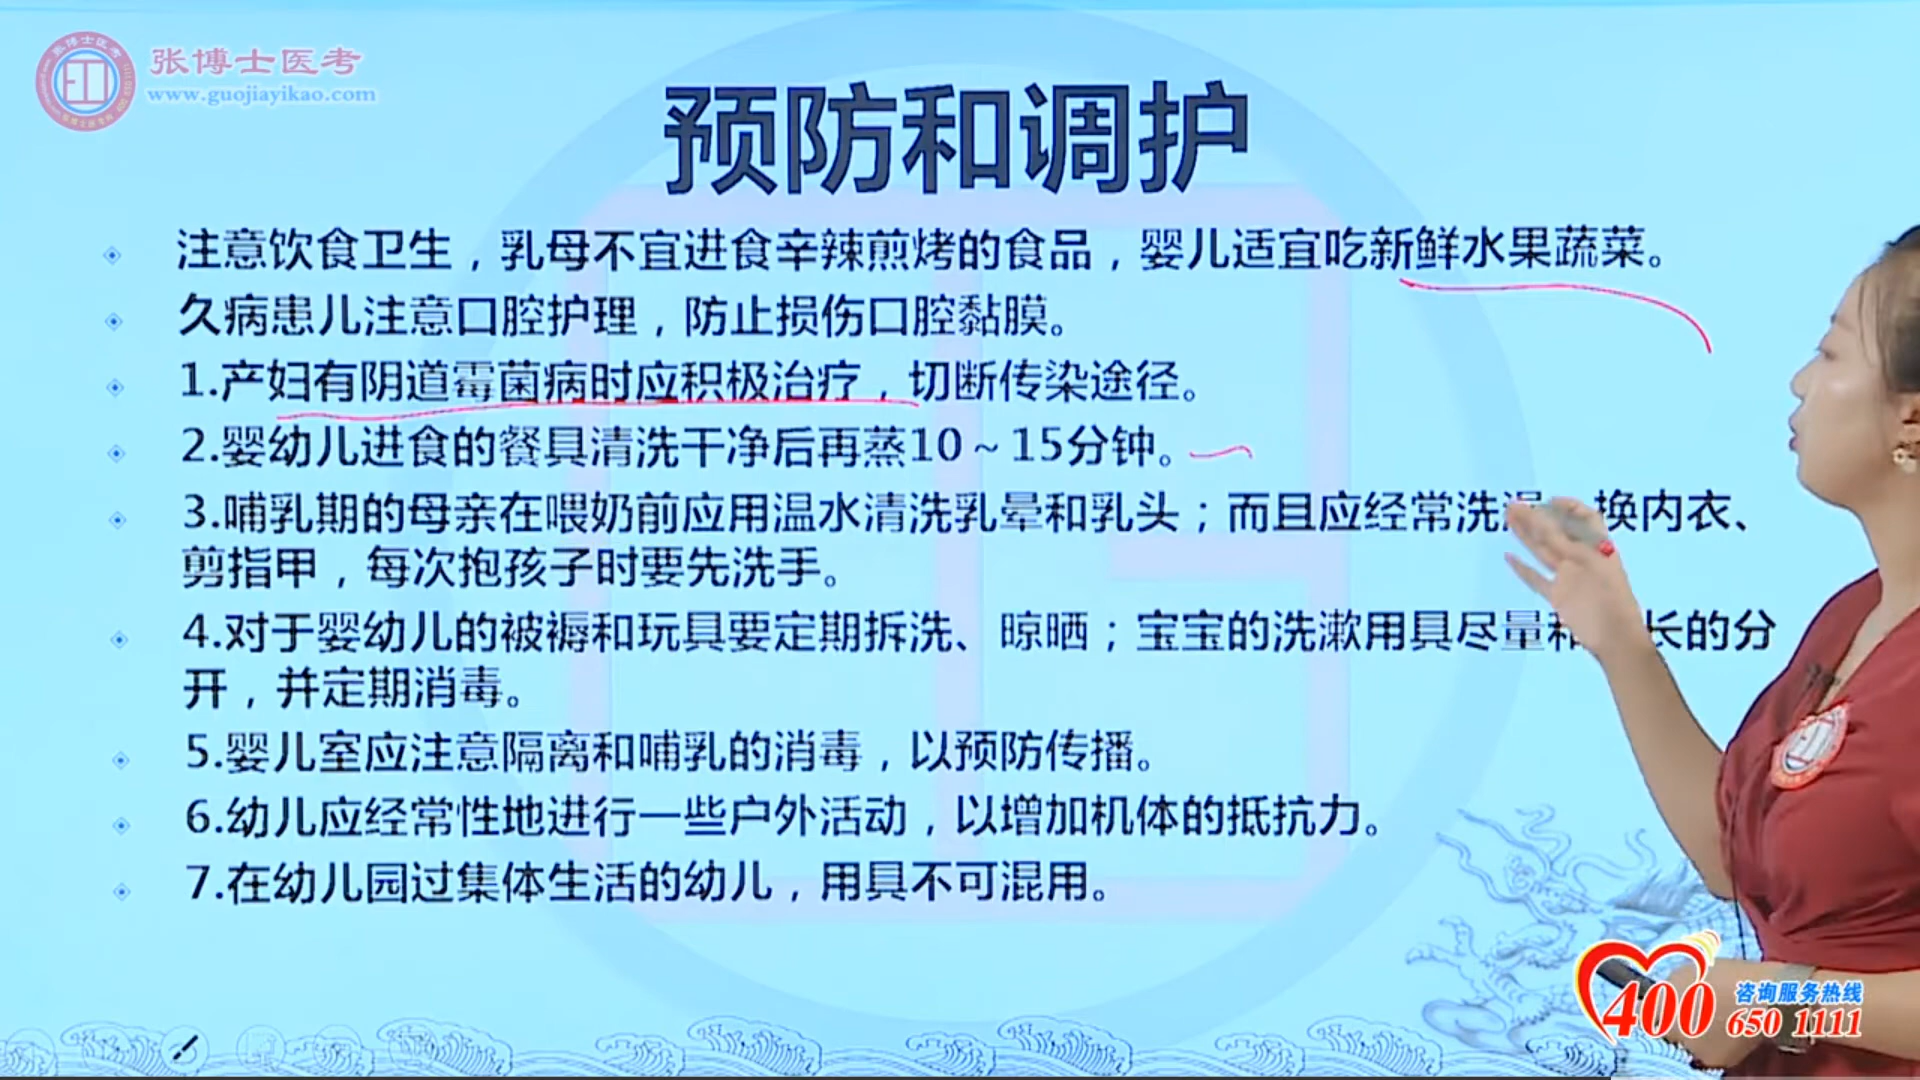 张博士医考
www.guojiayikao.com
预防和调护
注意饮食卫生，乳母不宜进食辛辣煎烤的食品，婴儿适宜吃新鲜水果蔬菜。
久病患儿注意口腔护理，防止损伤口腔黏膜。
1.产妇有阴道霉菌病时应积极治疗，切断传染途径。
2.婴幼儿进食的餐具清洗干净后再蒸10～15分钟。
3.哺乳期的母亲在喂奶前应用温水清洗乳晕和乳头；而且应经常洗 换内衣、
剪指甲，每次抱孩子时要先洗手。
4.对于婴幼儿的被褥和玩具要定期拆洗、晾晒；宝宝的洗漱用具尽量和 长的分
开，并定期消毒。
5.婴儿室应注意隔离和哺乳的消毒，以预防传播。
6.幼儿应经常性地进行一些户外活动，以增加机体的抵抗力。
7.在幼儿园过集体生活的幼儿，用具不可混用。
400 咨询服务热线
650 1111